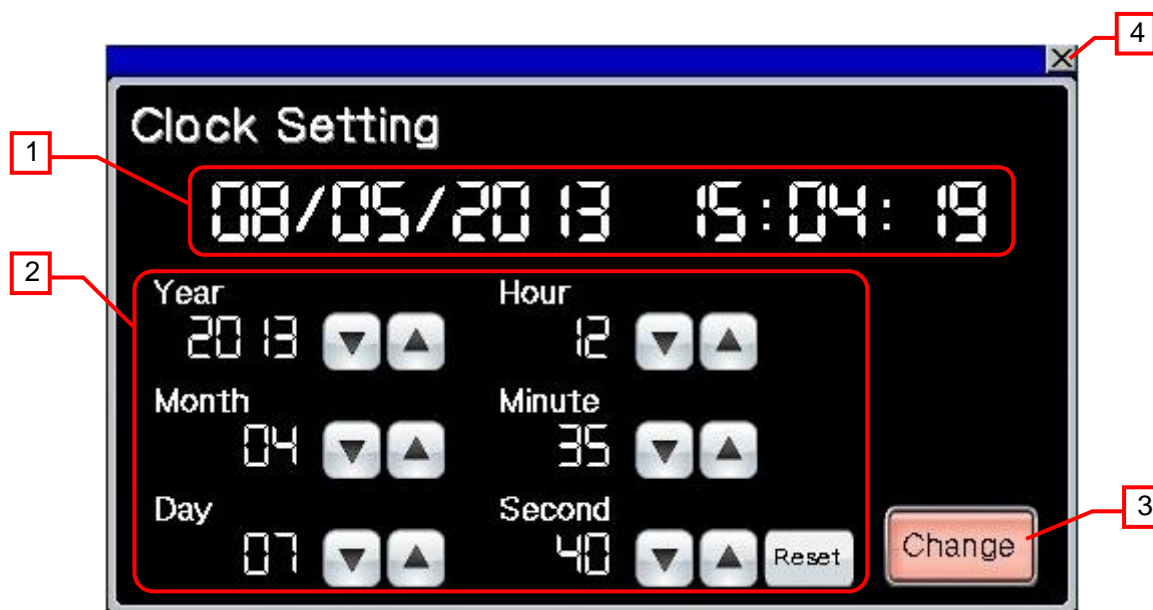 4
Clock Setting
1
08/05/2013 15:04:19
2
Year Hour
2013 12
Month Minute
04 35
Day Second
3
07 40 Reset Change